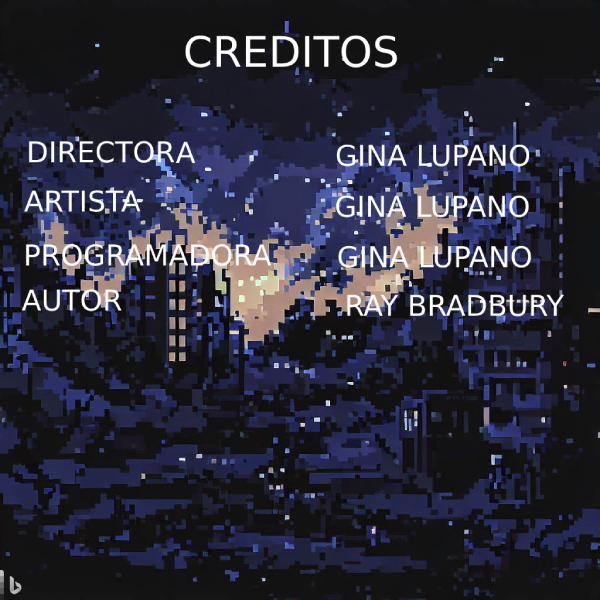 CREDITOS
DIRECTORA GINA LUPANO
ARTISTA GINA LUPANO
PROGRAMADORA GINA LUPANO
AUTOR RAY BRADBURY